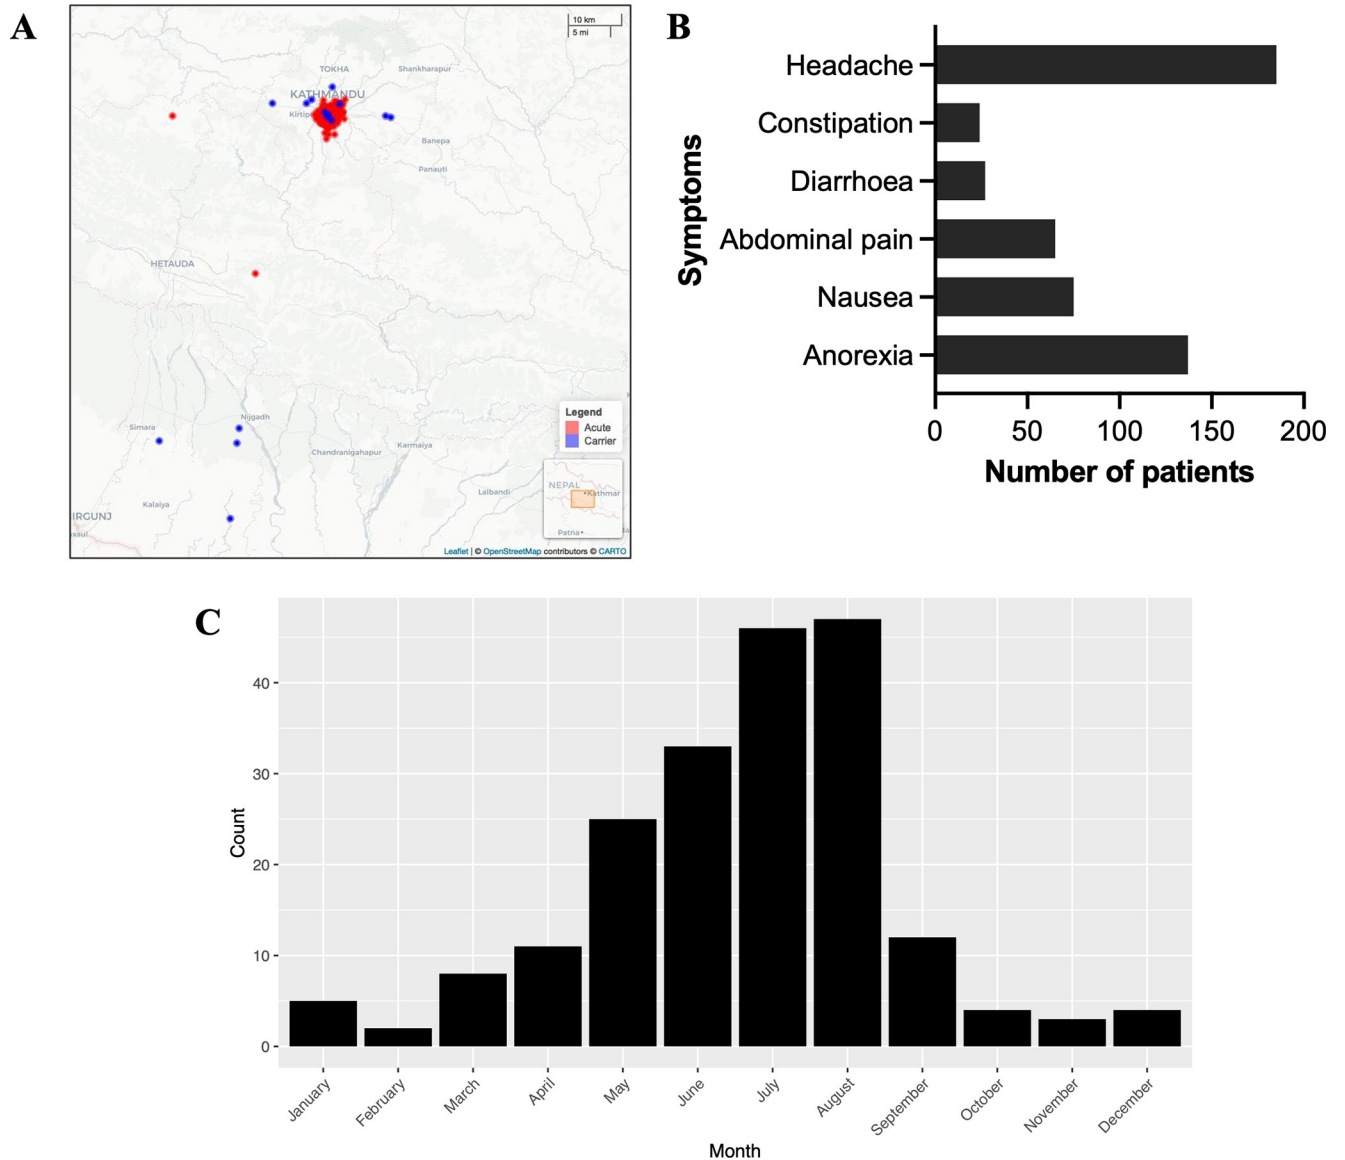 A
10 km
5 mi
TOKHA
Shankharapur
KATHMANDU
Kirtip
Banepa
Panauti
HETAUDA
Nijgadh
Simara
Chandranigahapur
Karmaiya
Kalaiya
Lalbandi
IRGUNJ
xaul
Legend
Acute
Carrier
NEPAL
Kathmar
Patna
Leaflet | © OpenStreetMap contributors © CARTO
B
Symptoms
Headache
Constipation
Diarrhoea
Abdominal pain
Nausea
Anorexia
0 50 100 150 200
Number of patients
C
Count
40
30
20
10
0
January February March April May June July August September October November December
Month